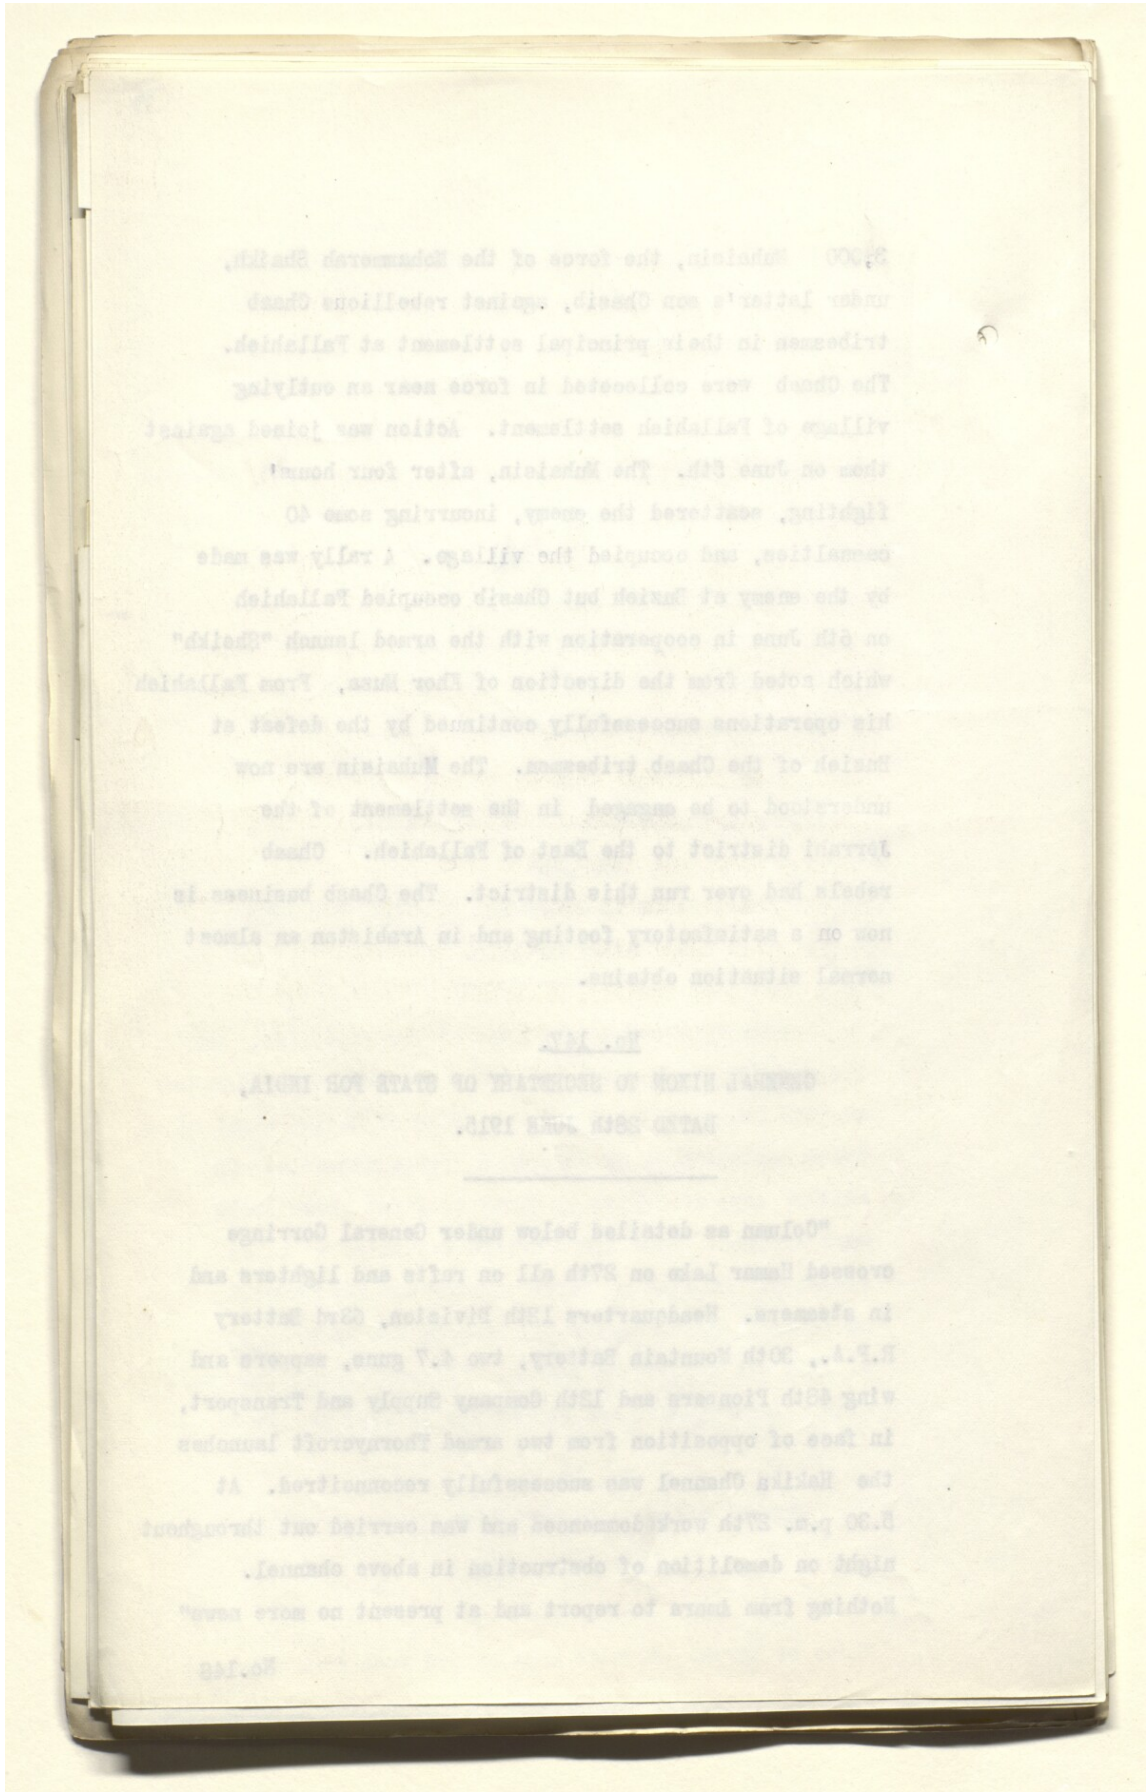 3,000 Muhaisin, the force of the Mohammerah Shaikh,
under latter's son Chasib, against rebellious Chaab
tribesmen in their principal settlement at Fallahieh.
The Chaab were collected in force near an outlying
village of Fallahieh settlement. Action was joined against
them on June 5th. The Muhaisin, after four hours'
fighting, scattered the enemy, incurring some 40
casualties, and occupied the village. A rally was made
by the enemy at Buzieh but Chasib occupied Fallahieh
on 6th June in cooperation with the armed launch "Sheikh"
which acted from the direction of Khor Musa. From Fallahieh
his operations successfully continued by the defeat at
Buzieh of the Chaab tribesmen. The Muhaisin are now
understood to be engaged in the settlement of the
Jerrahi district to the East of Fallahieh. Chaab
rebels had over run this district. The Chaab business is
now on a satisfactory footing and in Arabistan an almost
normal situation obtains.
No. 147.
GENERAL NIXON TO SECRETARY OF STATE FOR INDIA,
DATED 28th JUNE 1915.
"Column as detailed below under General Gorringe
crossed Hamar Lake on 27th all on rafts and lighters and
in steamers. Headquarters 12th Division, 63rd Battery
R.F.A., 30th Mountain Battery, two 4.7 guns, sappers and
wing 48th Pioneers and 12th Company Supply and Transport,
in face of opposition from two armed Thornycroft launches
the Hakika Channel was successfully reconnoitred. At
5.30 p.m. 27th work commenced and was carried out throughout
night on demolition of obstruction in above channel.
Nothing from Amara to report and at present no more news"
No.148